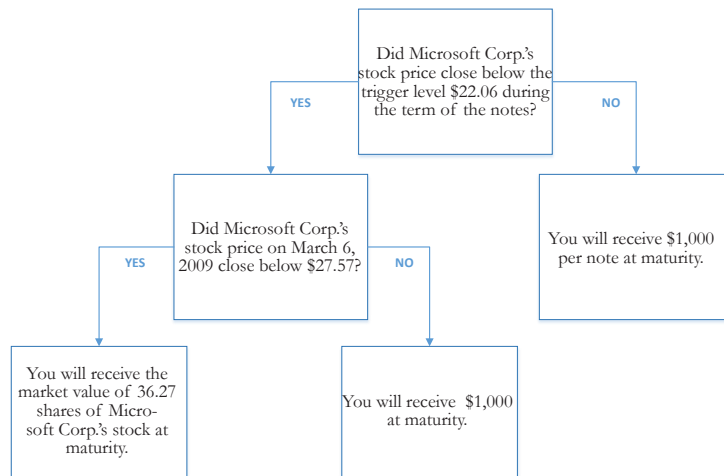 Did Microsoft Corp.'s
stock price close below the
trigger level $22.06 during
the term of the notes?
YES
NO
Did Microsoft Corp.'s
stock price on March 6,
2009 close below $27.57?
You will receive $1,000
per note at maturity.
YES
NO
You will receive the
market value of 36.27
shares of Micro-
soft Corp.'s stock at
maturity.
You will receive $1,000
at maturity.